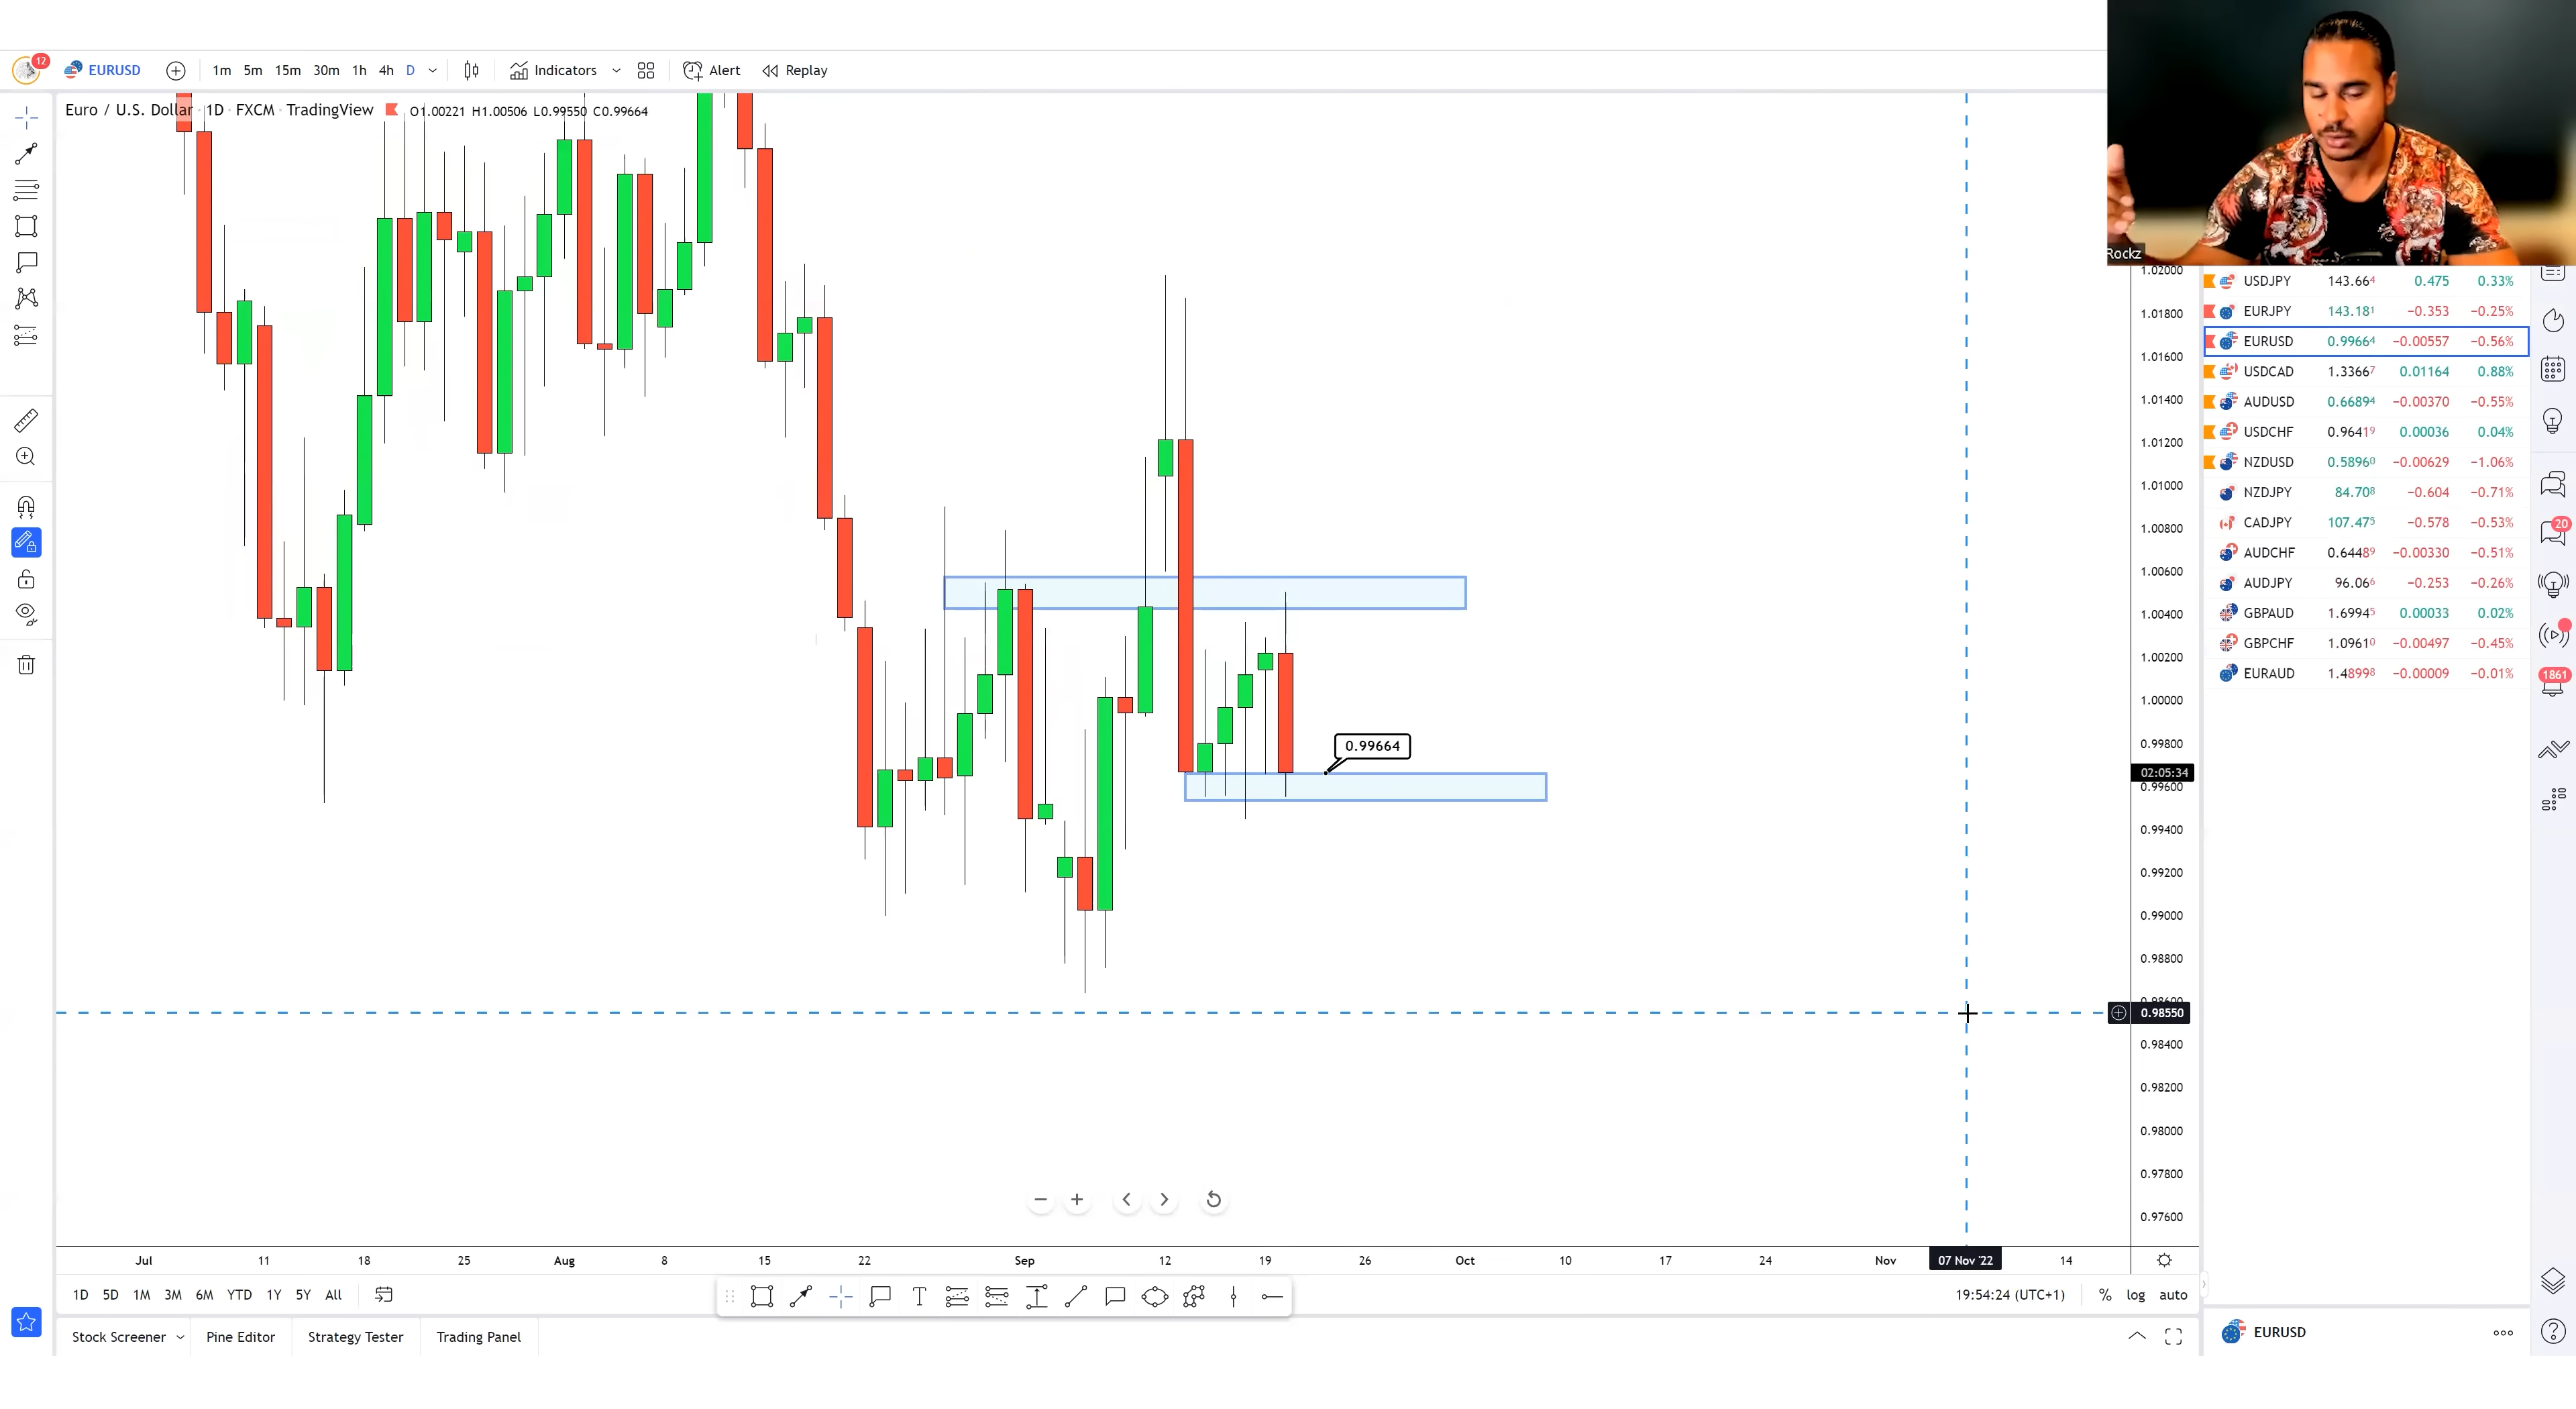 12
EURUSD
1m 5m 15m 30m 1h 4h D
Indicators
Alert
Replay
Euro / U.S. Dollar · 1D · FXCM · TradingView
O1.00221 H1.00506 L0.99550 C0.99664
Rockz
1.02000
1.01800
1.01600
1.01400
1.01200
1.01000
1.00800
1.00600
1.00400
1.00200
1.00000
0.99800
02:05:34
0.99600
0.99400
0.99200
0.99000
0.98800
0.98600
0.98550
0.98400
0.98200
0.98000
0.97800
0.97600
0.99664
USDJPY 143.664 0.475 0.33%
EURJPY 143.181 −0.353 −0.25%
EURUSD 0.99664 −0.00557 −0.56%
USDCAD 1.33667 0.01164 0.88%
AUDUSD 0.66894 −0.00370 −0.55%
USDCHF 0.96419 0.00036 0.04%
NZDUSD 0.58960 −0.00629 −1.06%
NZDJPY 84.708 −0.604 −0.71%
CADJPY 107.475 −0.578 −0.53%
AUDCHF 0.64489 −0.00330 −0.51%
AUDJPY 96.066 −0.253 −0.26%
GBPAUD 1.69945 0.00033 0.02%
GBPCHF 1.09610 −0.00497 −0.45%
EURAUD 1.48998 −0.00009 −0.01%
20
1861
Jul 11 18 25 Aug 8 15 22 Sep 12 19 26 Oct 10 17 24 Nov 07 Nov '22 14
1D 5D 1M 3M 6M YTD 1Y 5Y All
T
19:54:24 (UTC+1) % log auto
Stock Screener Pine Editor Strategy Tester Trading Panel
EURUSD